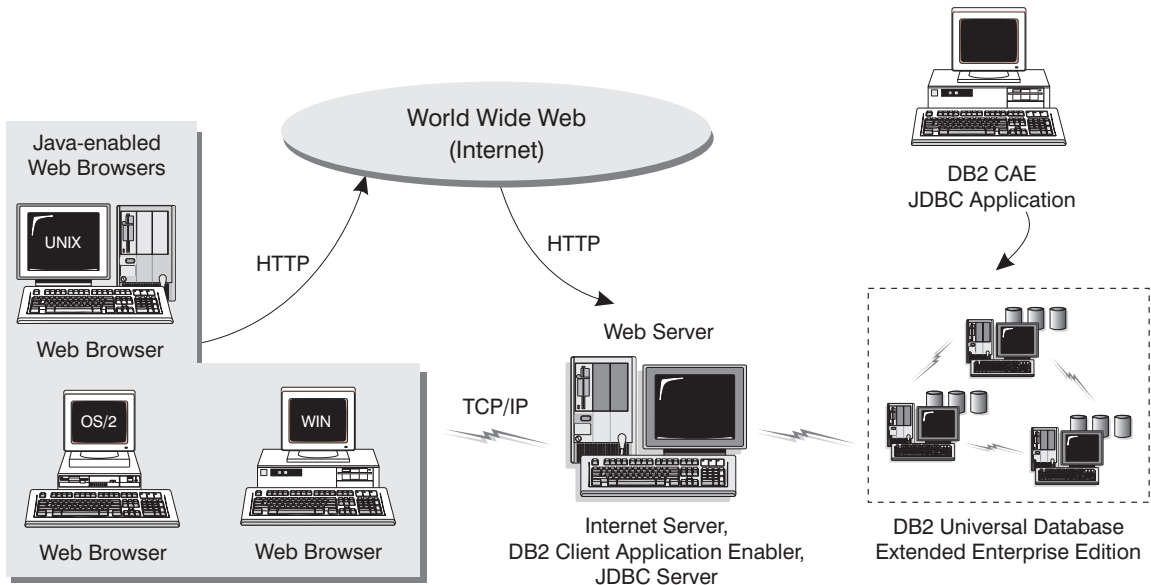 World Wide Web
(Internet)
Java-enabled
Web Browsers
UNIX
Web Browser
OS/2
Web Browser
WIN
Web Browser
HTTP
HTTP
TCP/IP
Web Server
Internet Server,
DB2 Client Application Enabler,
JDBC Server
DB2 CAE
JDBC Application
DB2 Universal Database
Extended Enterprise Edition